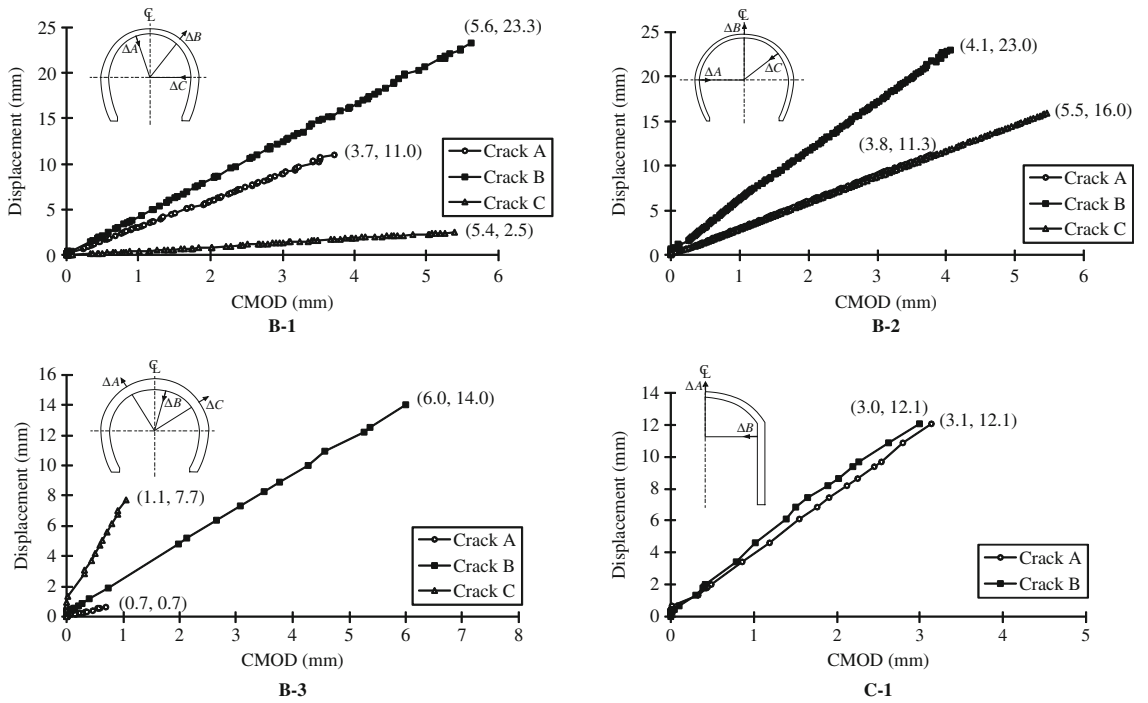 ℄
ΔA
ΔB
ΔC
(5.6, 23.3)
(3.7, 11.0)
(5.4, 2.5)
Crack A
Crack B
Crack C
Displacement (mm)
25
20
15
10
5
0
0 1 2 3 4 5 6
CMOD (mm)
B-1
℄
ΔB
ΔA
ΔC
(4.1, 23.0)
(5.5, 16.0)
(3.8, 11.3)
Crack A
Crack B
Crack C
Displacement (mm)
25
20
15
10
5
0
0 1 2 3 4 5 6
CMOD (mm)
B-2
℄
ΔA
ΔB
ΔC
(6.0, 14.0)
(1.1, 7.7)
(0.7, 0.7)
Crack A
Crack B
Crack C
Displacement (mm)
16
14
12
10
8
6
4
2
0
0 1 2 3 4 5 6 7 8
CMOD (mm)
B-3
℄
ΔA
ΔB
(3.0, 12.1)
(3.1, 12.1)
Crack A
Crack B
Displacement (mm)
14
12
10
8
6
4
2
0
0 1 2 3 4 5
CMOD (mm)
C-1